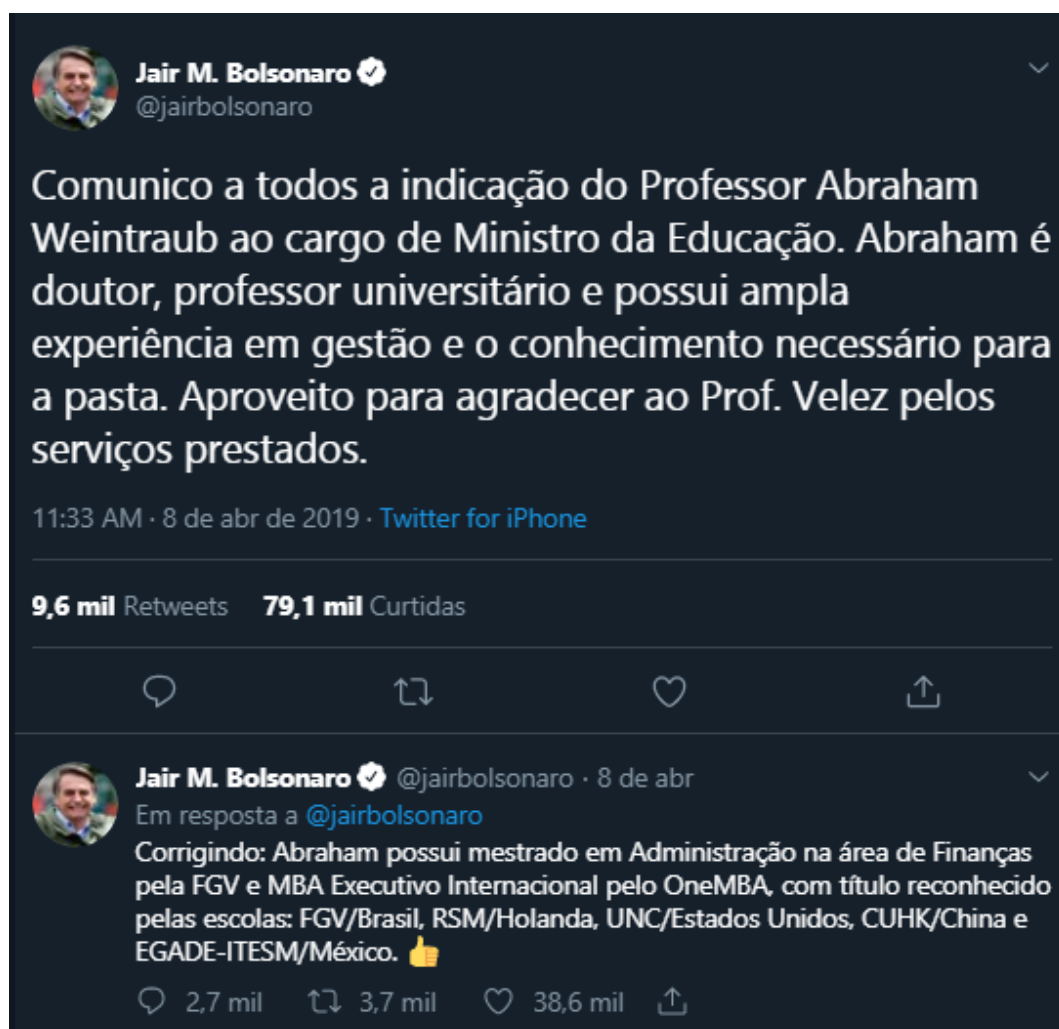 Jair M. Bolsonaro
@jairbolsonaro
Comunico a todos a indicação do Professor Abraham
Weintraub ao cargo de Ministro da Educação. Abraham é
doutor, professor universitário e possui ampla
experiência em gestão e o conhecimento necessário para
a pasta. Aproveito para agradecer ao Prof. Velez pelos
serviços prestados.
11:33 AM · 8 de abr de 2019 · Twitter for iPhone
9,6 mil Retweets 79,1 mil Curtidas
Jair M. Bolsonaro @jairbolsonaro · 8 de abr
Em resposta a @jairbolsonaro
Corrigindo: Abraham possui mestrado em Administração na área de Finanças
pela FGV e MBA Executivo Internacional pelo OneMBA, com título reconhecido
pelas escolas: FGV/Brasil, RSM/Holanda, UNC/Estados Unidos, CUHK/China e
EGADE-ITESM/México. 👍
2,7 mil 3,7 mil 38,6 mil